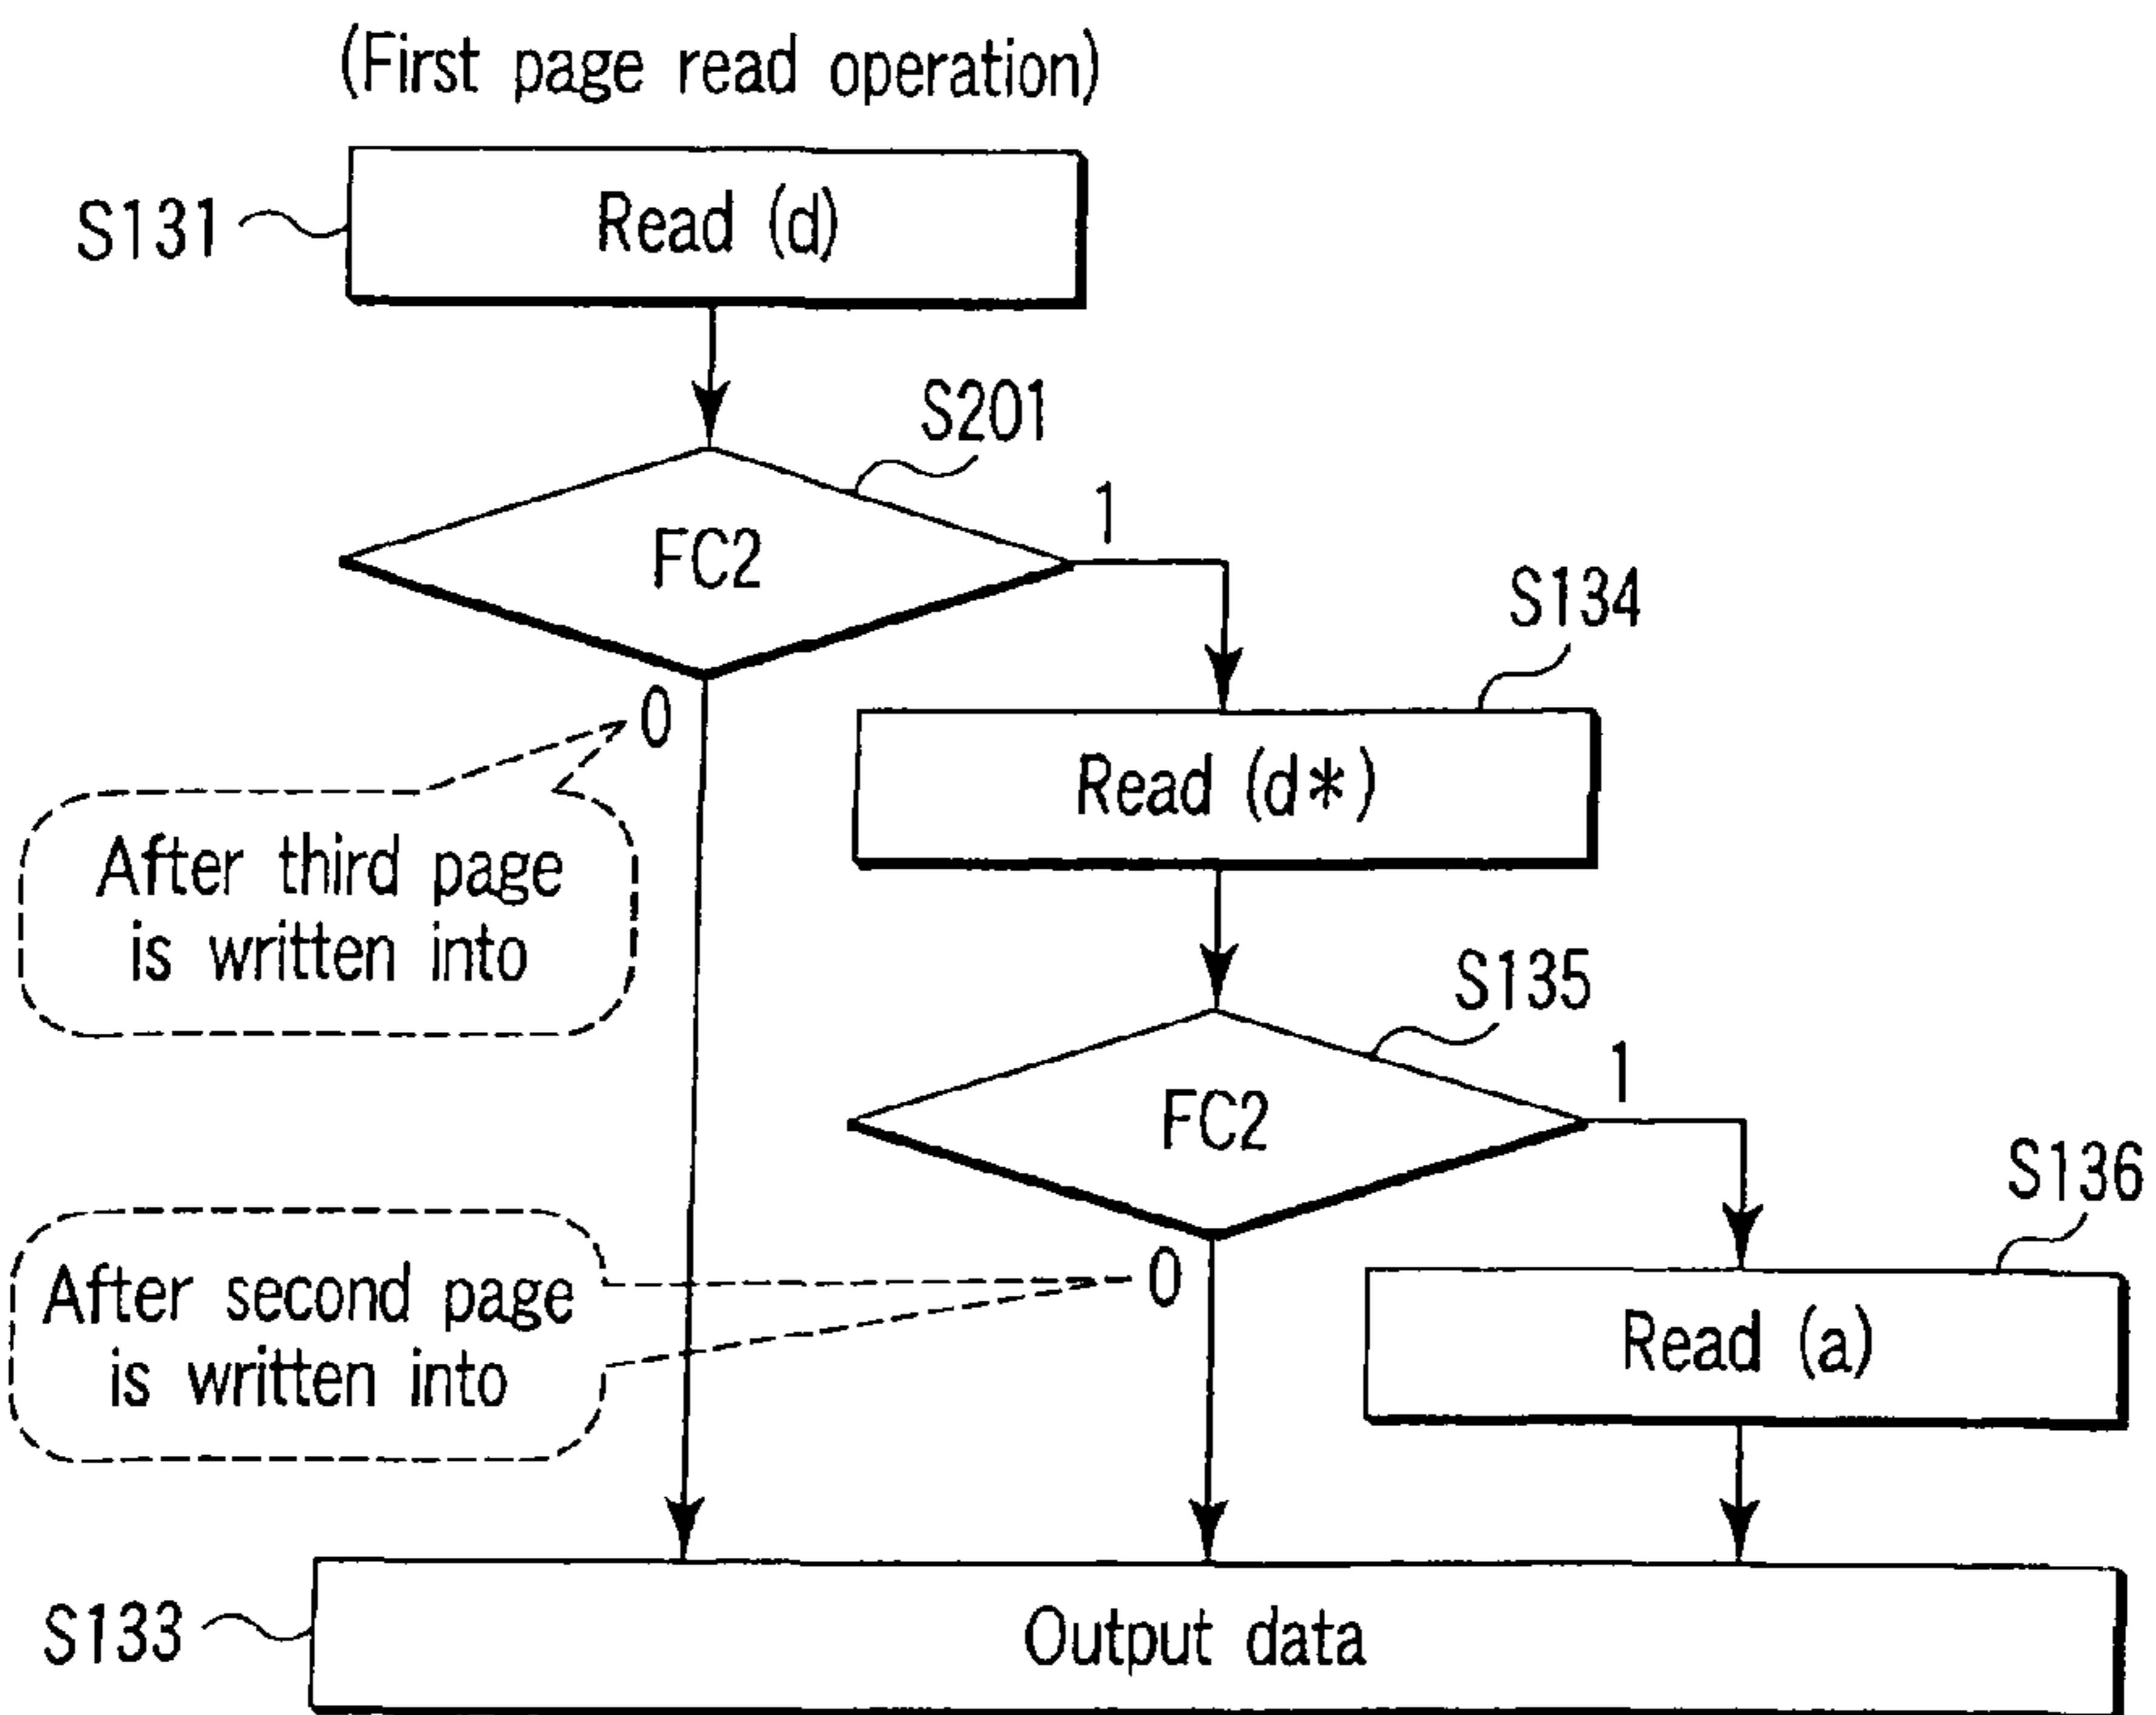 (First page read operation)
S131
Read (d)
S201
FC2
1
0
S134
Read (d*)
After third page
is written into
S135
FC2
1
0
S136
Read (a)
After second page
is written into
S133
Output data